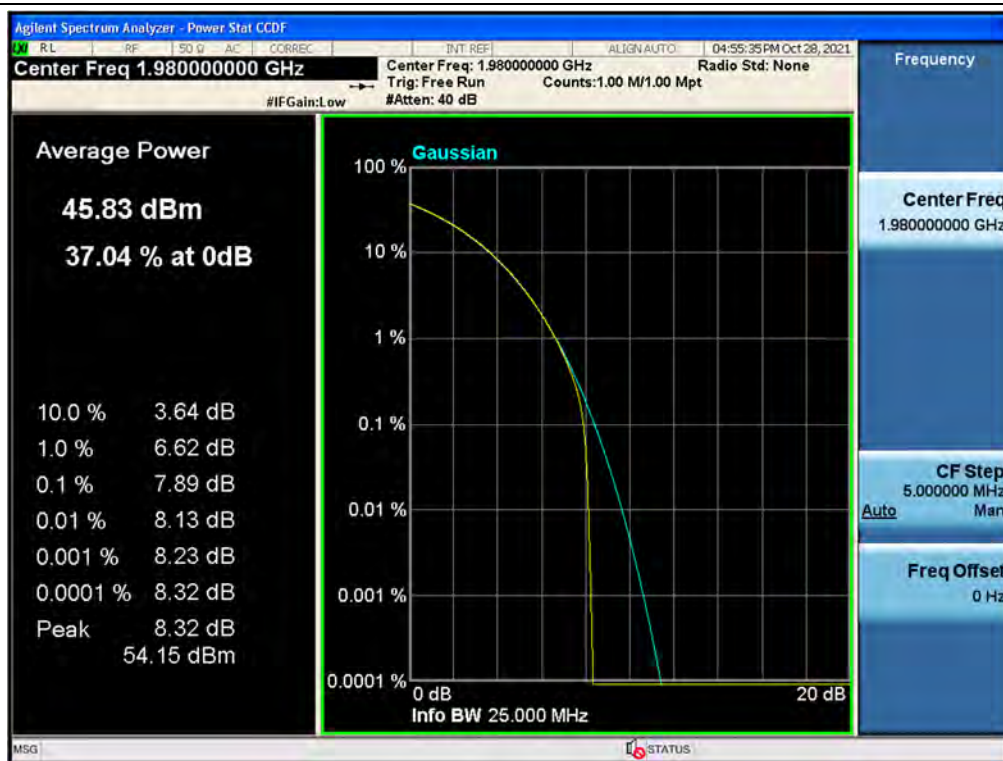 Agilent Spectrum Analyzer - Power Stat CCDF
LXI RL RF 50 Ω AC CORREC INT REF ALIGN AUTO 04:55:35 PM Oct 28, 2021
Center Freq 1.980000000 GHz
Center Freq: 1.980000000 GHz Radio Std: None
Trig: Free Run Counts:1.00 M/1.00 Mpt
#IFGain:Low #Atten: 40 dB
Frequency
Average Power
45.83 dBm
37.04 % at 0dB
10.0 % 3.64 dB
1.0 % 6.62 dB
0.1 % 7.89 dB
0.01 % 8.13 dB
0.001 % 8.23 dB
0.0001 % 8.32 dB
Peak 8.32 dB
54.15 dBm
Gaussian
100 %
10 %
1 %
0.1 %
0.01 %
0.001 %
0.0001 %
0 dB 20 dB
Info BW 25.000 MHz
Center Freq
1.980000000 GHz
CF Step
5.000000 MHz
Auto Man
Freq Offset
0 Hz
MSG STATUS